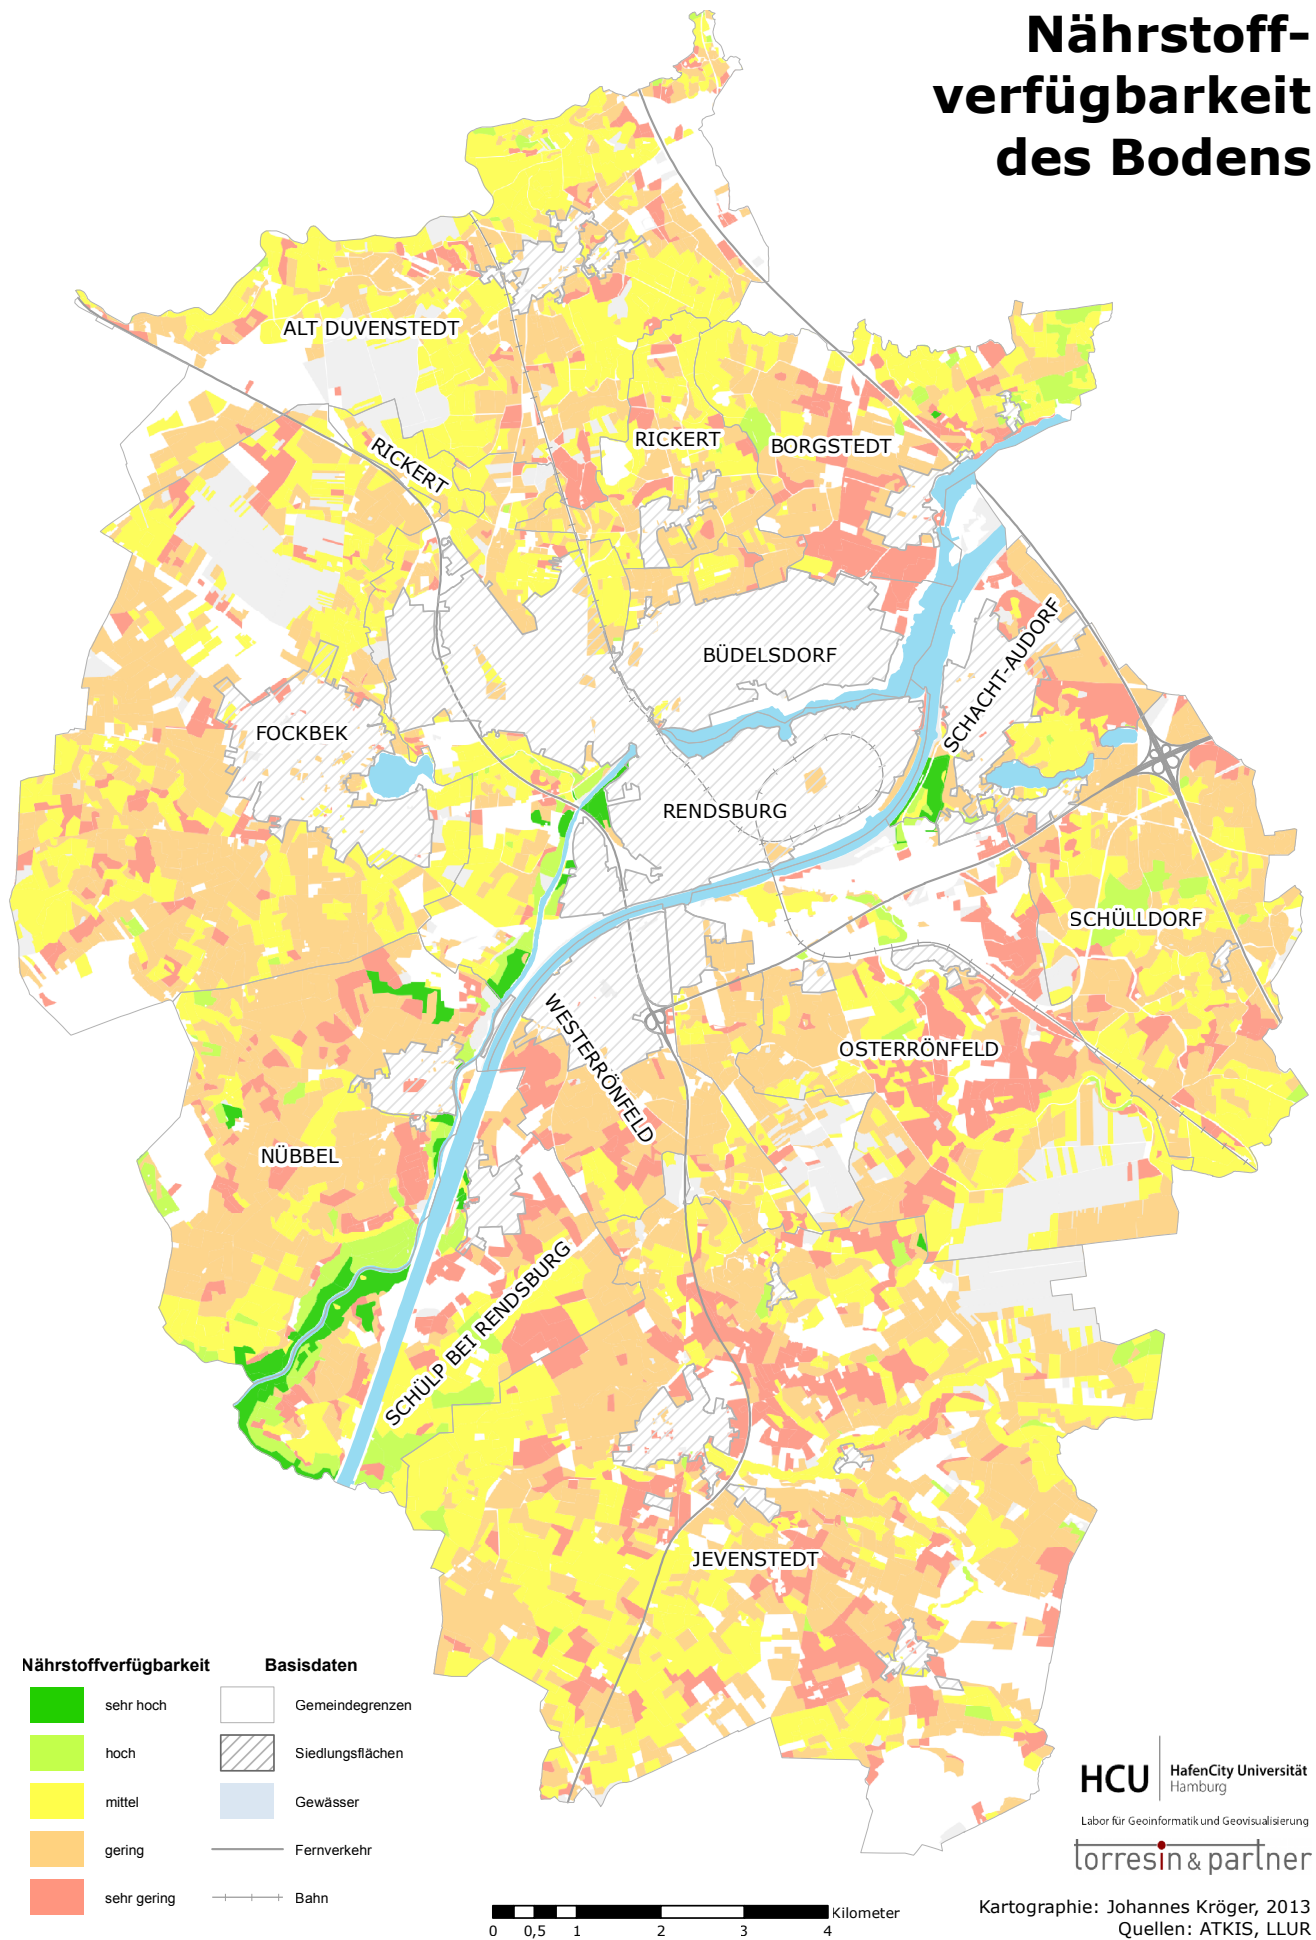 Nährstoff-
verfügbarkeit
des Bodens
ALT DUVENSTEDT
RICKERT
RICKERT
BORGSTEDT
BÜDELSDORF
SCHACHT-AUDORF
FOCKBEK
RENDSBURG
SCHÜLLDORF
WESTERRÖNFELD
OSTERRÖNFELD
NÜBBEL
SCHÜLP BEI RENDSBURG
JEVENSTEDT
Nährstoffverfügbarkeit
sehr hoch
hoch
mittel
gering
sehr gering
Basisdaten
Gemeindegrenzen
Siedlungsflächen
Gewässer
Fernverkehr
Bahn
Kilometer
0 0,5 1 2 3 4
HCU
HafenCity Universität
Hamburg
Labor für Geoinformatik und Geovisualisierung
torresin & partner
Kartographie: Johannes Kröger, 2013
Quellen: ATKIS, LLUR